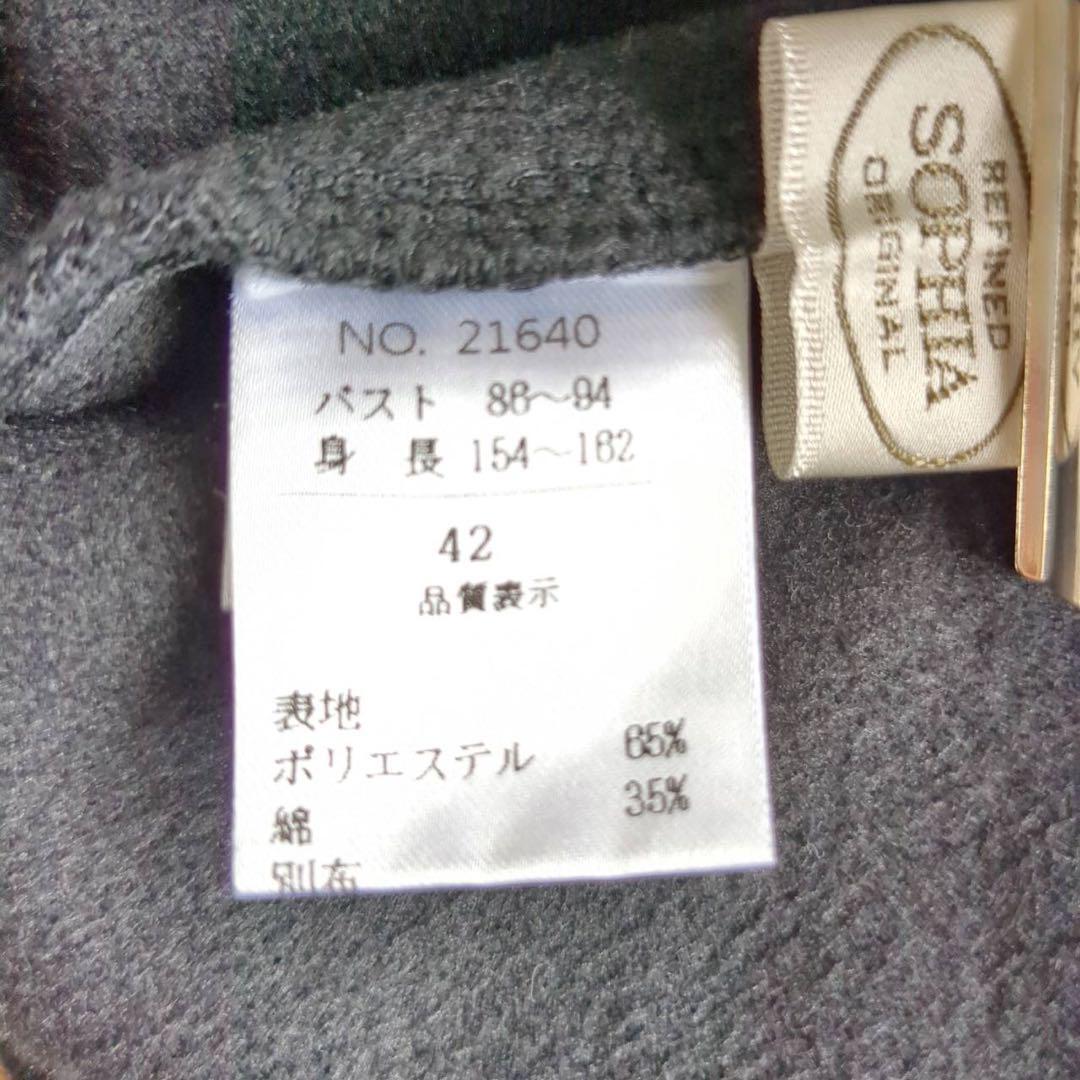 NO. 21640
バスト 86～94
身 長 154～162
42
品質表示
表地
ポリエステル 65%
綿 35%
別布
REFINED
SOPHIA
ORIGINAL